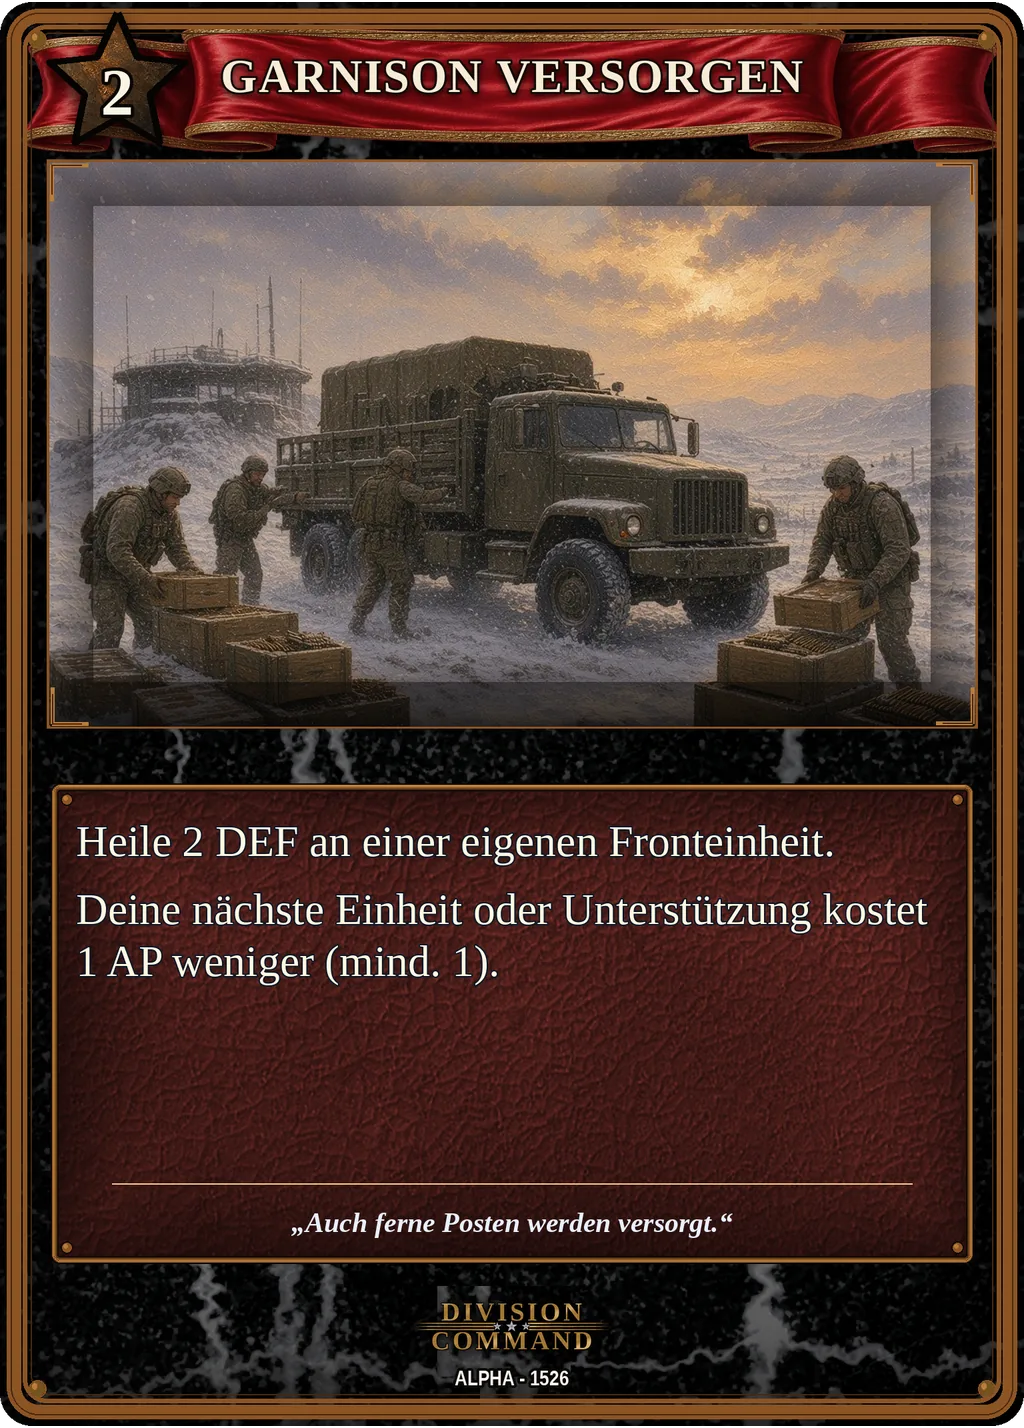 2
GARNISON VERSORGEN
Heile 2 DEF an einer eigenen Fronteinheit.
Deine nächste Einheit oder Unterstützung kostet
1 AP weniger (mind. 1).
„Auch ferne Posten werden versorgt.“
DIVISION
COMMAND
ALPHA - 1526